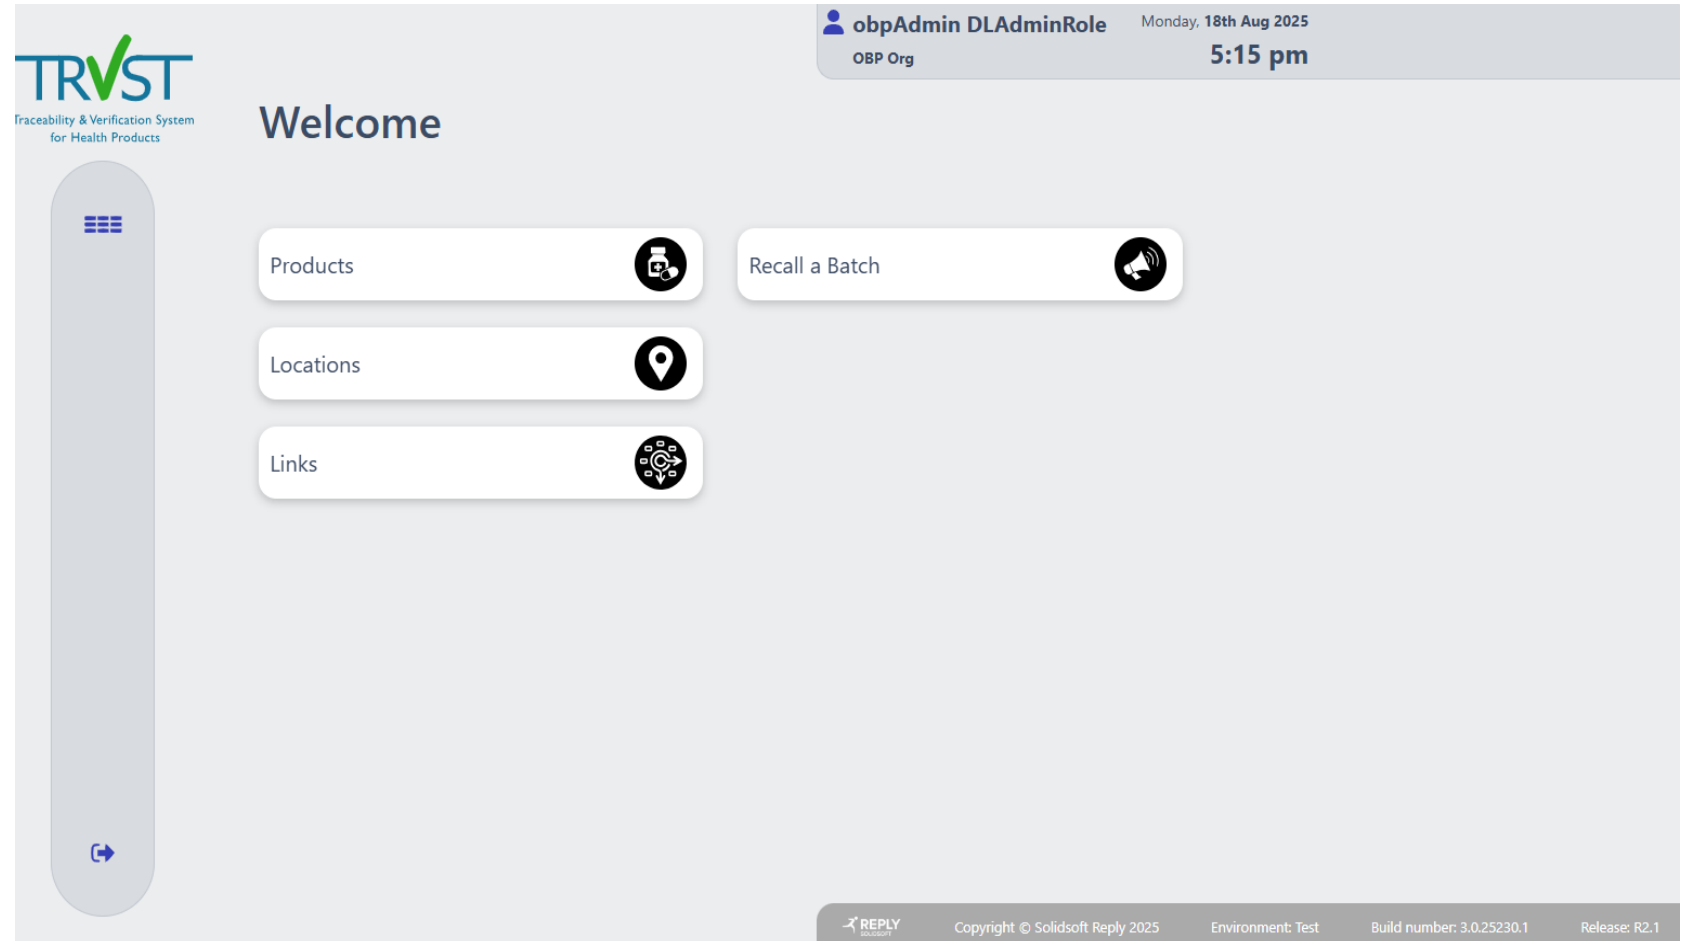 obpAdmin DLAdminRole
Monday, 18th Aug 2025
OBP Org
5:15 pm
TRVST
Traceability & Verification System
for Health Products
Welcome
Products
Recall a Batch
Locations
Links
REPLY
SOLIDSOFT
Copyright © Solidsoft Reply 2025
Environment: Test
Build number: 3.0.25230.1
Release: R2.1